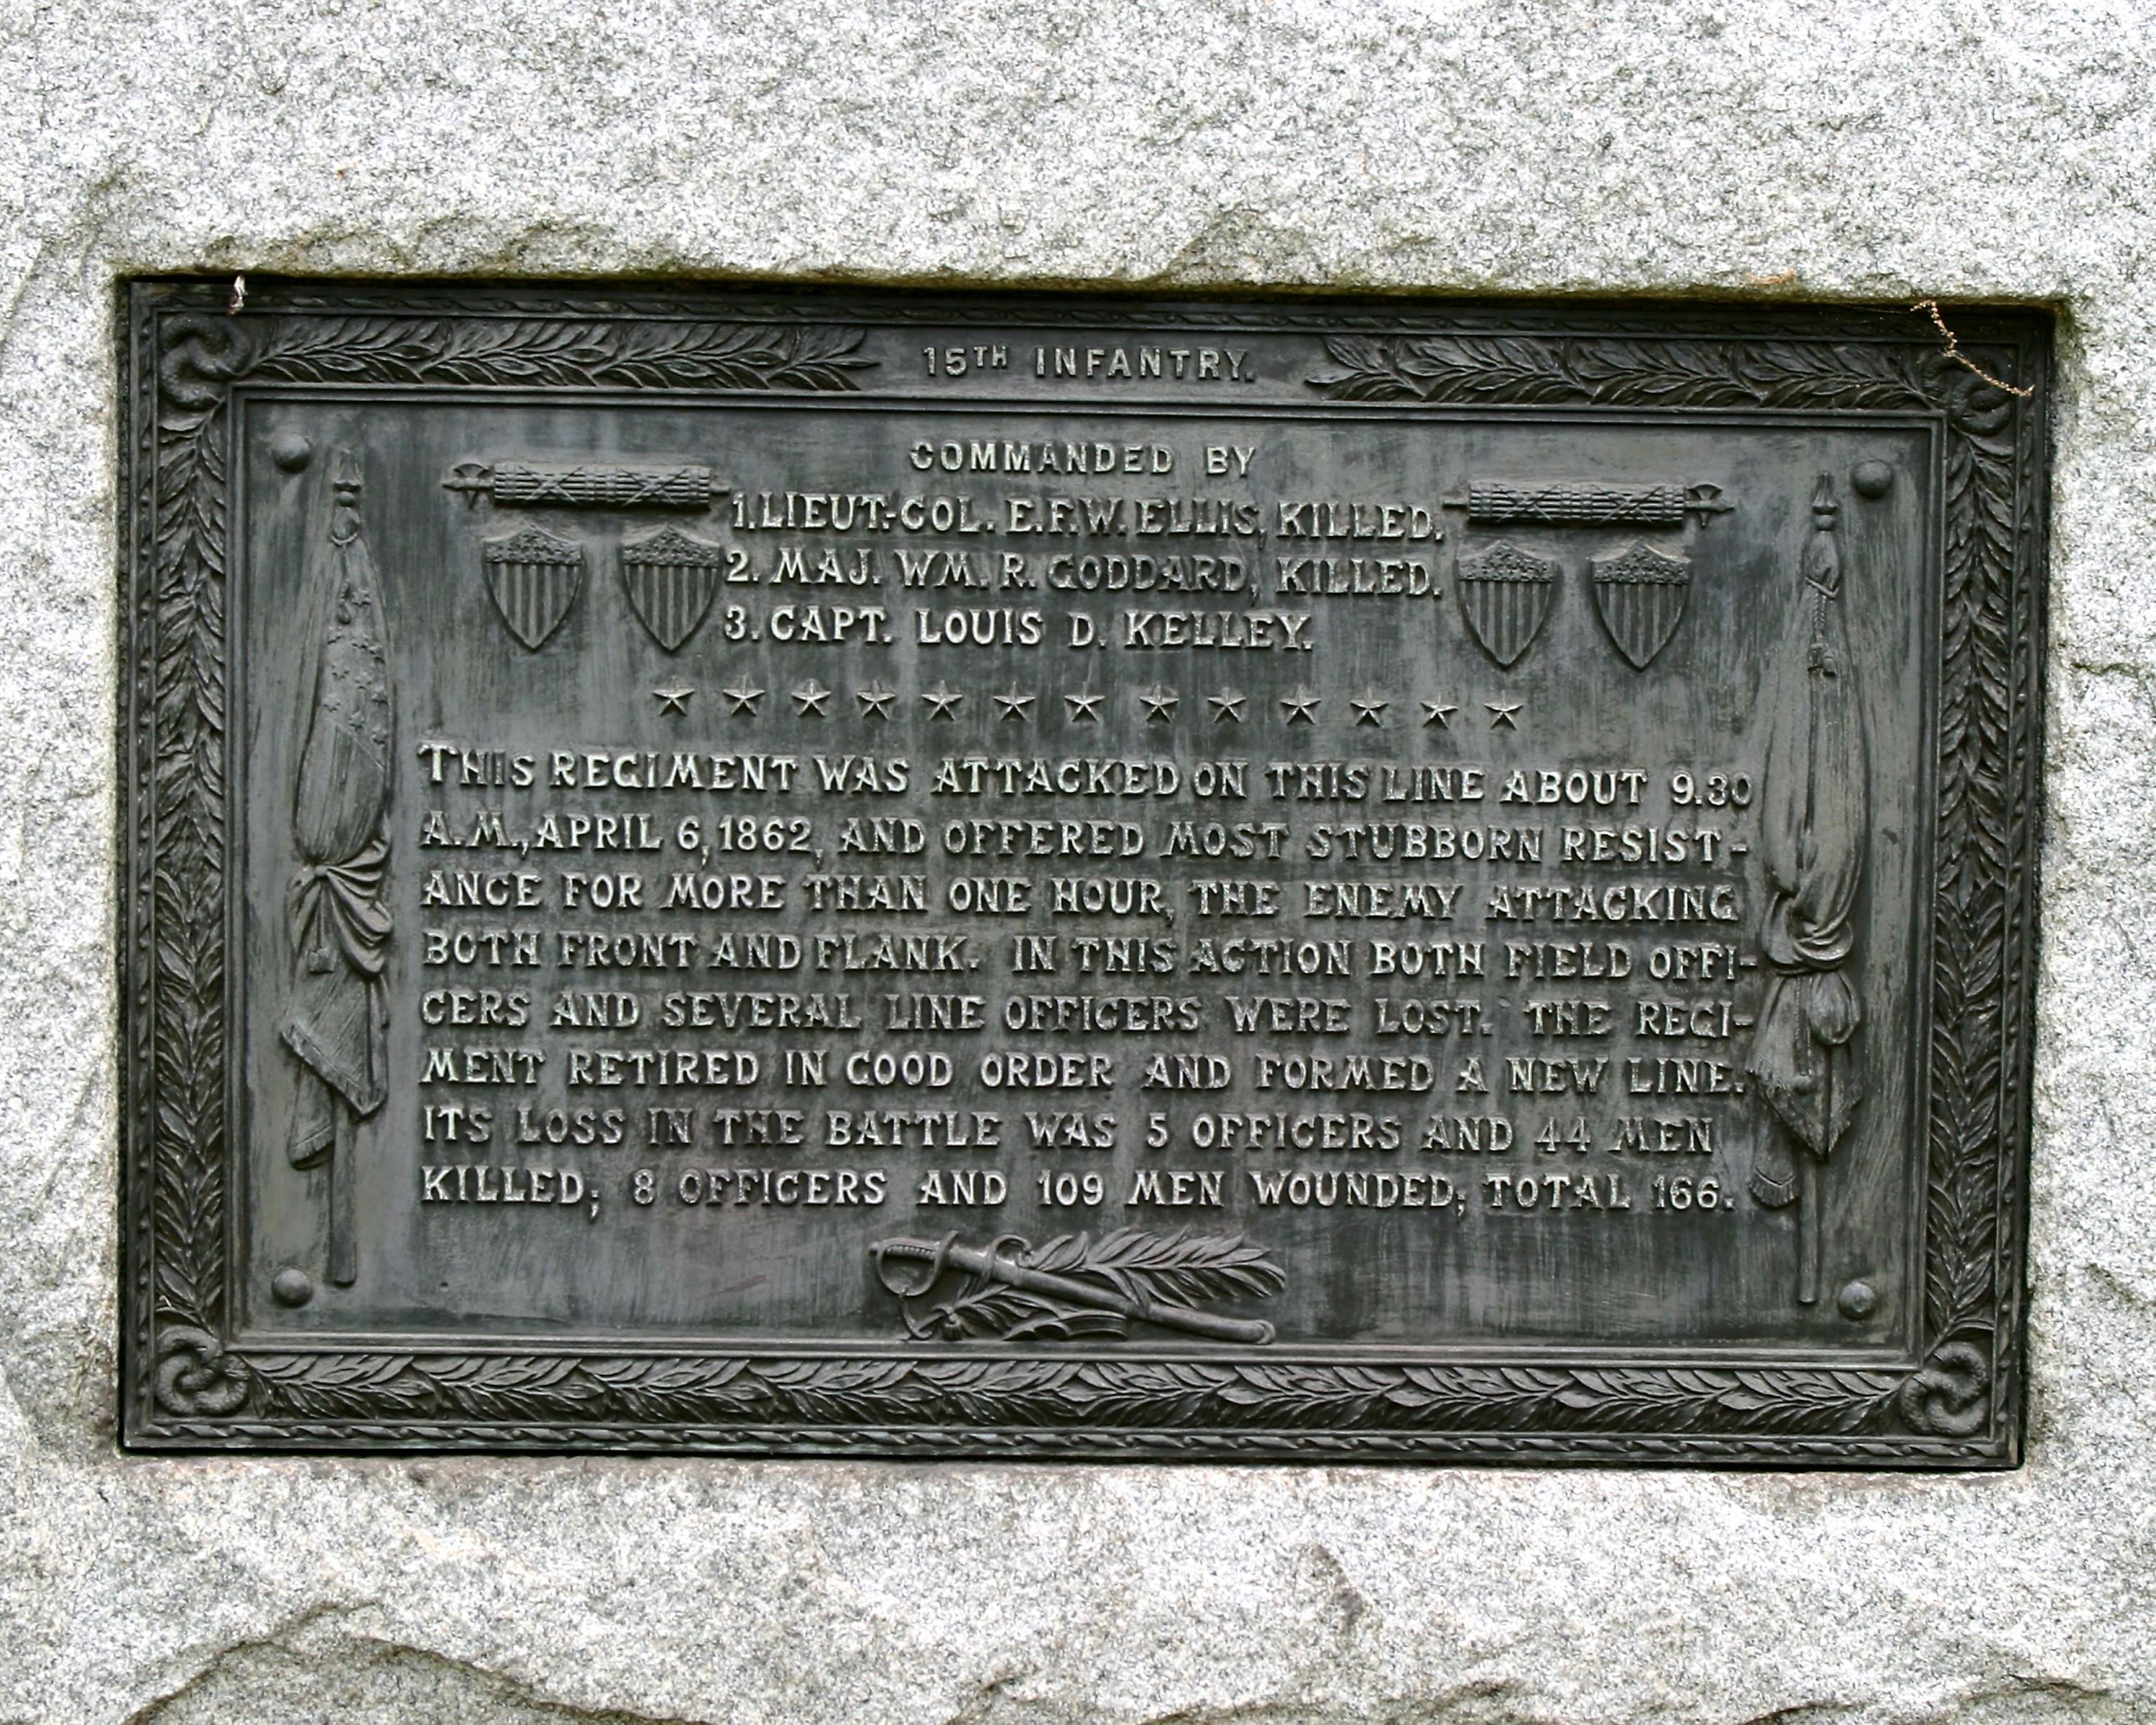 15TH INFANTRY.
COMMANDED BY
1. LIEUT.-COL. E.F.W. ELLIS, KILLED.
2. MAJ. WM. R. GODDARD, KILLED.
3. CAPT. LOUIS D. KELLEY.
THIS REGIMENT WAS ATTACKED ON THIS LINE ABOUT 9.30
A.M., APRIL 6, 1862, AND OFFERED MOST STUBBORN RESIST-
ANCE FOR MORE THAN ONE HOUR, THE ENEMY ATTACKING
BOTH FRONT AND FLANK. IN THIS ACTION BOTH FIELD OFFI-
CERS AND SEVERAL LINE OFFICERS WERE LOST. THE REGI-
MENT RETIRED IN GOOD ORDER AND FORMED A NEW LINE.
ITS LOSS IN THE BATTLE WAS 5 OFFICERS AND 44 MEN
KILLED; 8 OFFICERS AND 109 MEN WOUNDED; TOTAL 166.